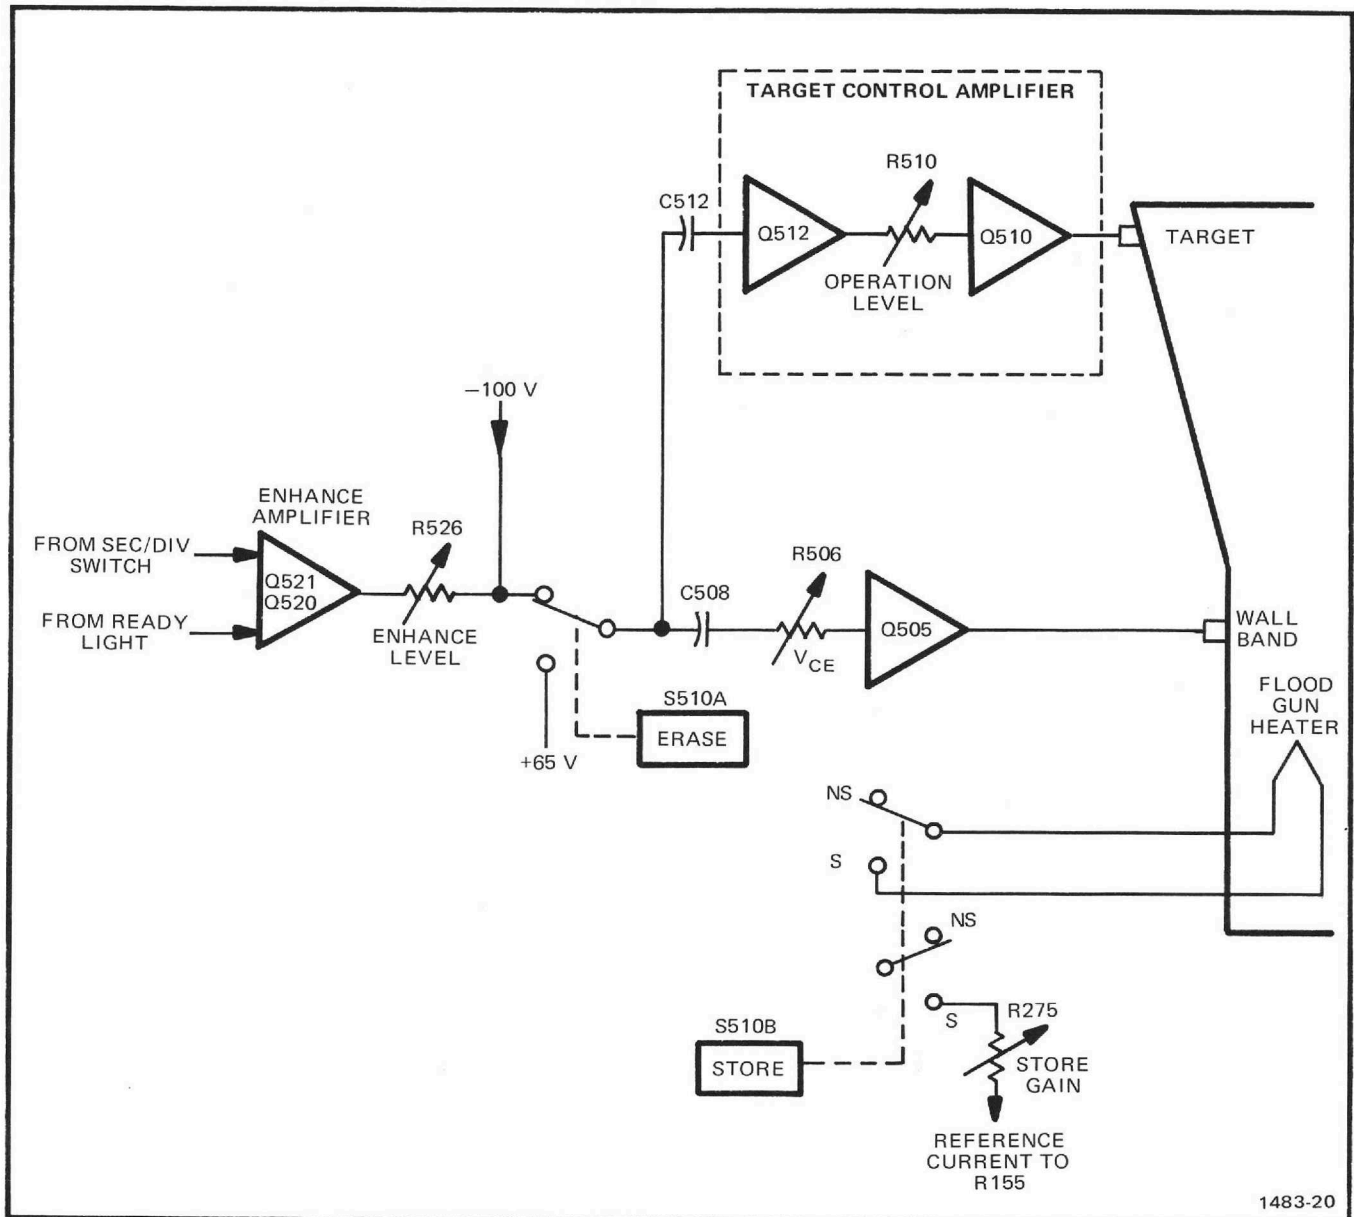 TARGET CONTROL AMPLIFIER
R510
C512
Q512
Q510
TARGET
OPERATION
LEVEL
−100 V
ENHANCE
AMPLIFIER
R526
FROM SEC/DIV
SWITCH
Q521
Q520
FROM READY
LIGHT
ENHANCE
LEVEL
C508
R506
VCE
Q505
WALL
BAND
S510A
ERASE
+65 V
FLOOD
GUN
HEATER
NS
S
NS
S
R275
STORE
GAIN
S510B
STORE
REFERENCE
CURRENT TO
R155
1483-20